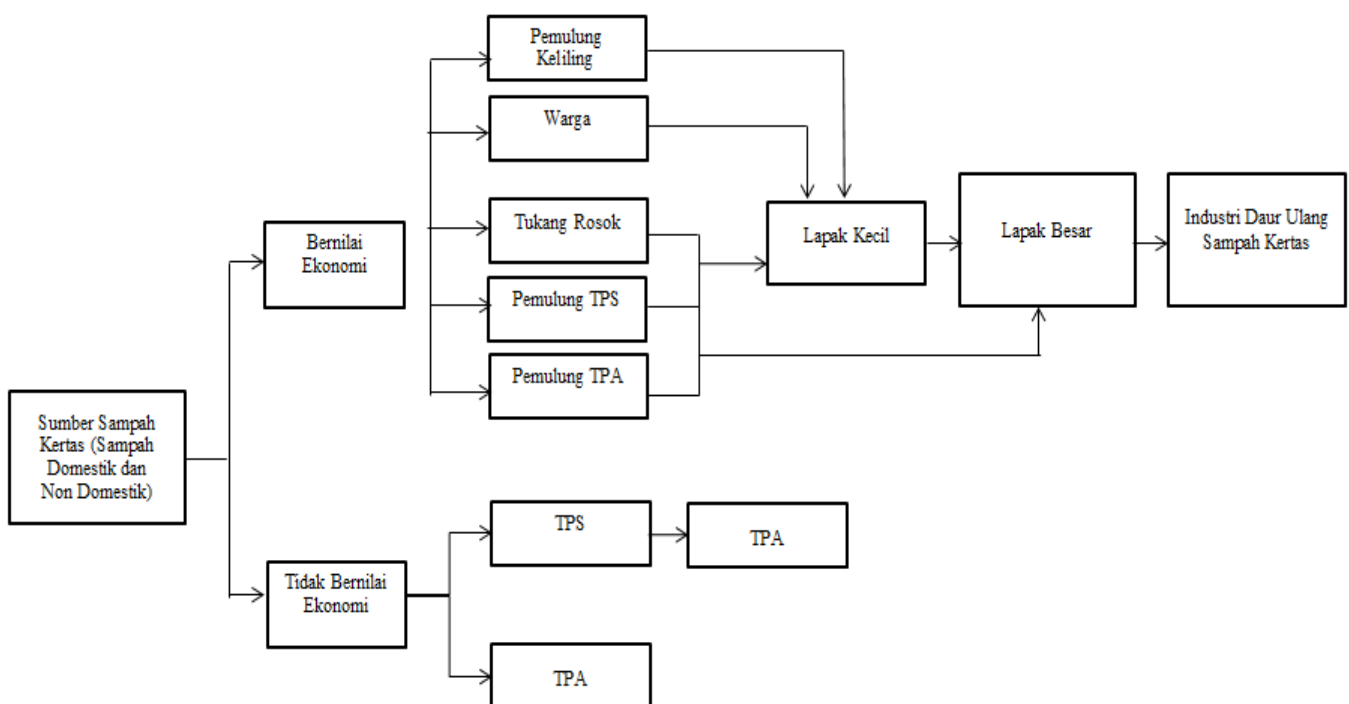 Pemulung
Keliling
Warga
Tukang Rosok
Pemulung TPS
Pemulung TPA
Bernilai
Ekonomi
Lapak Kecil
Lapak Besar
Industri Daur Ulang
Sampah Kertas
Sumber Sampah
Kertas (Sampah
Domestik dan
Non Domestik)
Tidak Bernilai
Ekonomi
TPS
TPA
TPA